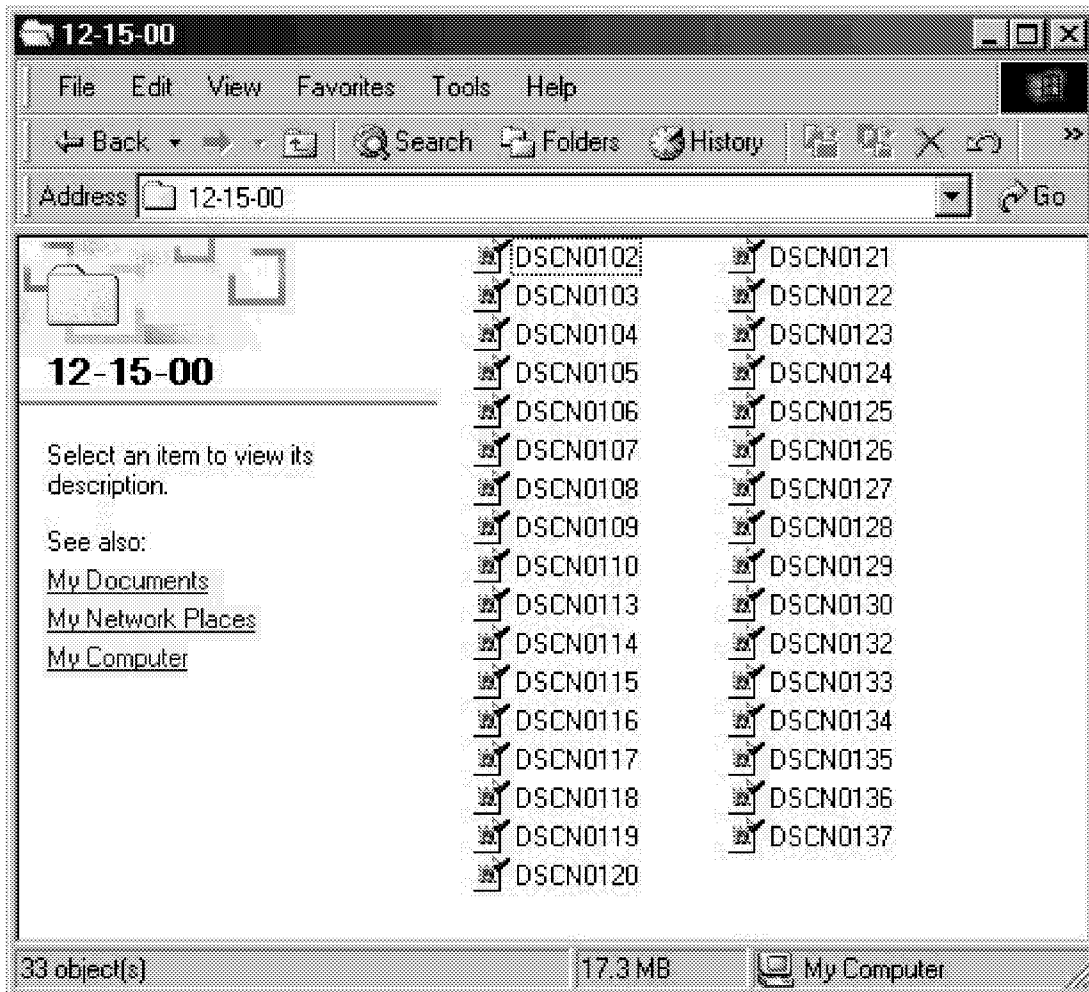 12-15-00
File Edit View Favorites Tools Help
Back Search Folders History »
Address 12-15-00 Go
12-15-00
Select an item to view its
description.
See also:
My Documents
My Network Places
My Computer
DSCN0102
DSCN0103
DSCN0104
DSCN0105
DSCN0106
DSCN0107
DSCN0108
DSCN0109
DSCN0110
DSCN0113
DSCN0114
DSCN0115
DSCN0116
DSCN0117
DSCN0118
DSCN0119
DSCN0120
DSCN0121
DSCN0122
DSCN0123
DSCN0124
DSCN0125
DSCN0126
DSCN0127
DSCN0128
DSCN0129
DSCN0130
DSCN0132
DSCN0133
DSCN0134
DSCN0135
DSCN0136
DSCN0137
33 object(s) 17.3 MB My Computer